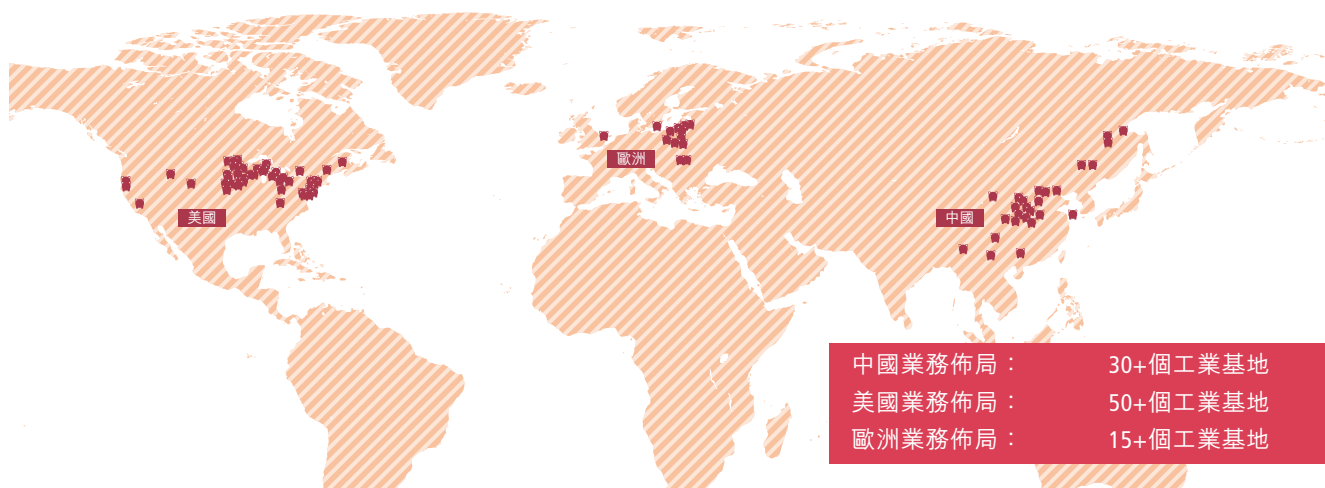 歐洲
美國
中國
中國業務佈局： 30+個工業基地
美國業務佈局： 50+個工業基地
歐洲業務佈局： 15+個工業基地